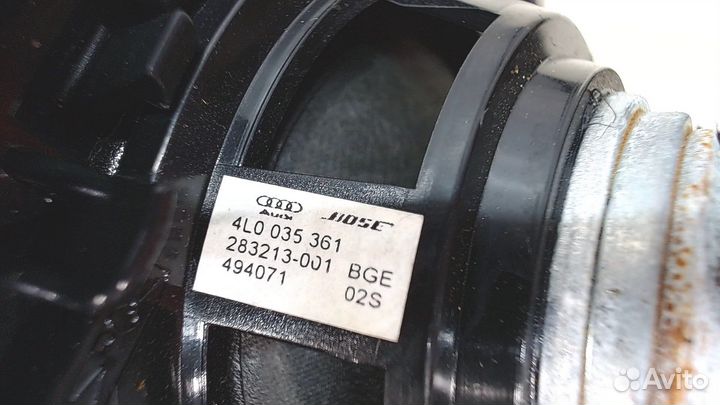 Audi BOSE
4L0 035 361
283213-001 BGE
494071 02S
Avito